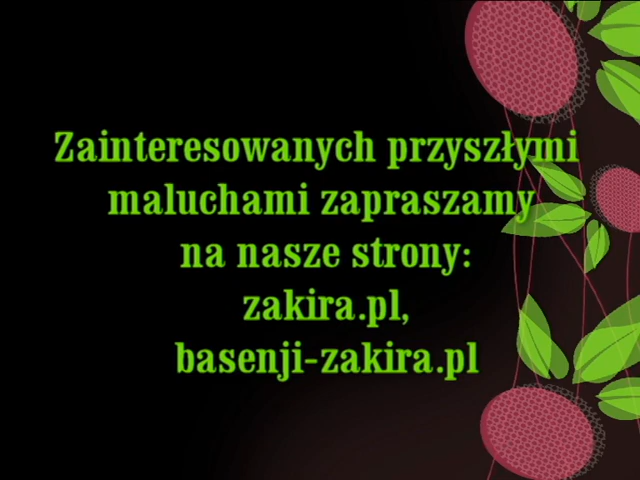 Zainteresowanych przyszłymi
maluchami zapraszamy
na nasze strony:
zakira.pl,
basenji-zakira.pl